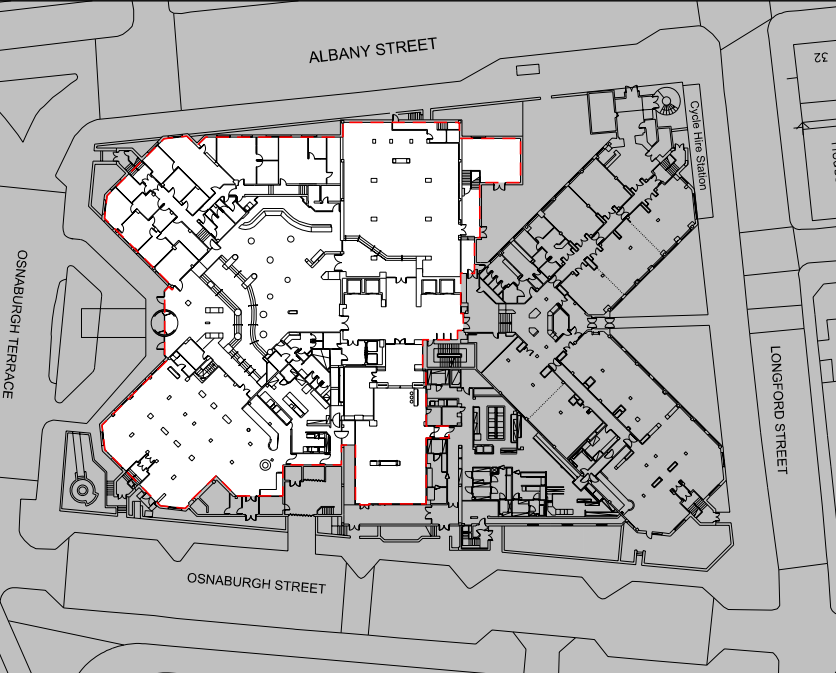 ALBANY STREET
32
Cycle Hire Station
OSNABURGH TERRACE
LONGFORD STREET
OSNABURGH STREET